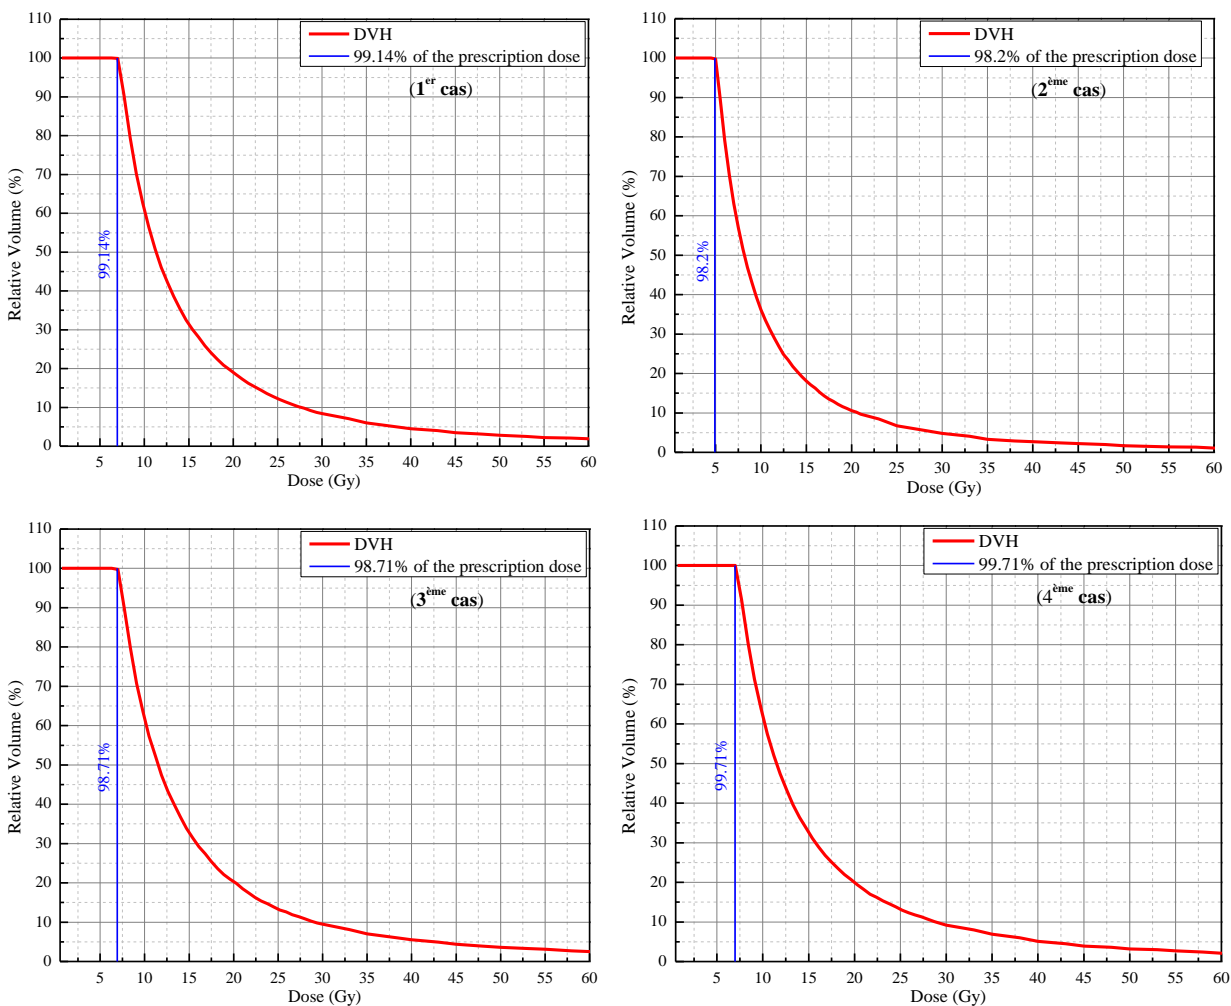 110
100
90
80
70
60
50
40
30
20
10
0
Relative Volume (%)
DVH
99.14% of the prescription dose
(1er cas)
99.14%
5 10 15 20 25 30 35 40 45 50 55 60
Dose (Gy)
110
100
90
80
70
60
50
40
30
20
10
0
Relative Volume (%)
DVH
98.2% of the prescription dose
(2ème cas)
98.2%
5 10 15 20 25 30 35 40 45 50 55 60
Dose (Gy)
110
100
90
80
70
60
50
40
30
20
10
0
Relative Volume (%)
DVH
98.71% of the prescription dose
(3ème cas)
98.71%
5 10 15 20 25 30 35 40 45 50 55 60
Dose (Gy)
110
100
90
80
70
60
50
40
30
20
10
0
Relative Volume (%)
DVH
99.71% of the prescription dose
(4ème cas)
99.71%
5 10 15 20 25 30 35 40 45 50 55 60
Dose (Gy)